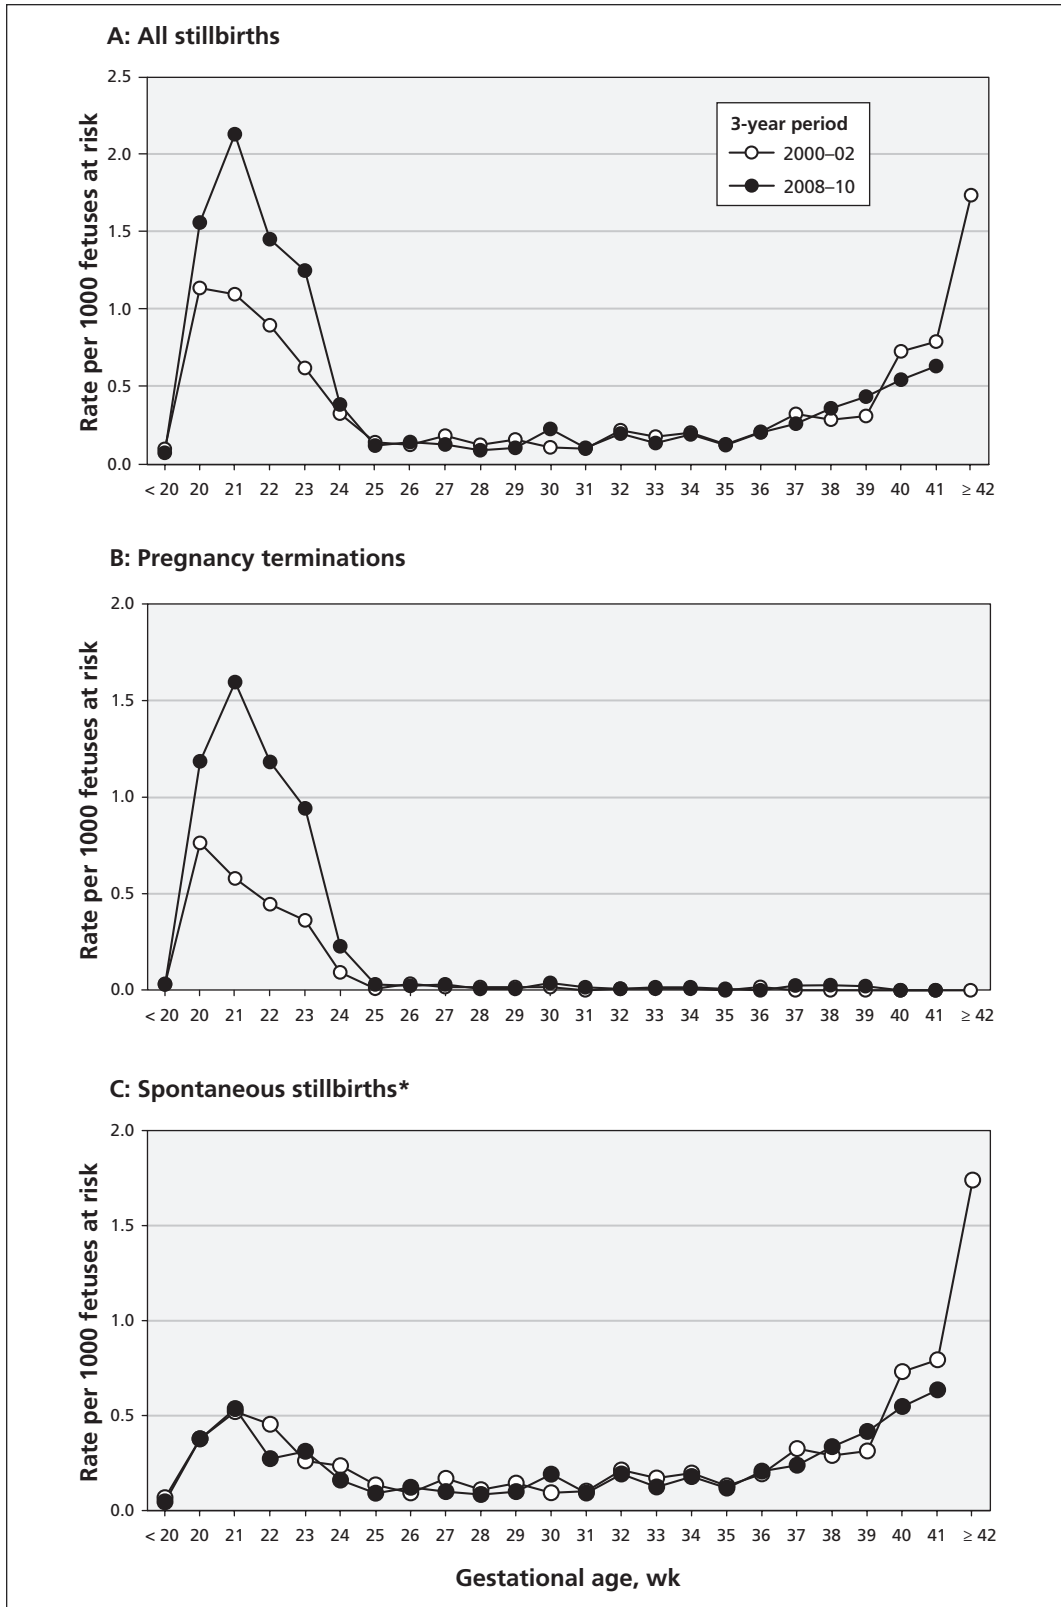 A: All stillbirths
Rate per 1000 fetuses at risk
2.5
2.0
1.5
1.0
0.5
0.0
3-year period
2000–02
2008–10
< 20 20 21 22 23 24 25 26 27 28 29 30 31 32 33 34 35 36 37 38 39 40 41 ≥ 42
B: Pregnancy terminations
Rate per 1000 fetuses at risk
2.0
1.5
1.0
0.5
0.0
< 20 20 21 22 23 24 25 26 27 28 29 30 31 32 33 34 35 36 37 38 39 40 41 ≥ 42
C: Spontaneous stillbirths*
Rate per 1000 fetuses at risk
2.0
1.5
1.0
0.5
0.0
< 20 20 21 22 23 24 25 26 27 28 29 30 31 32 33 34 35 36 37 38 39 40 41 ≥ 42
Gestational age, wk